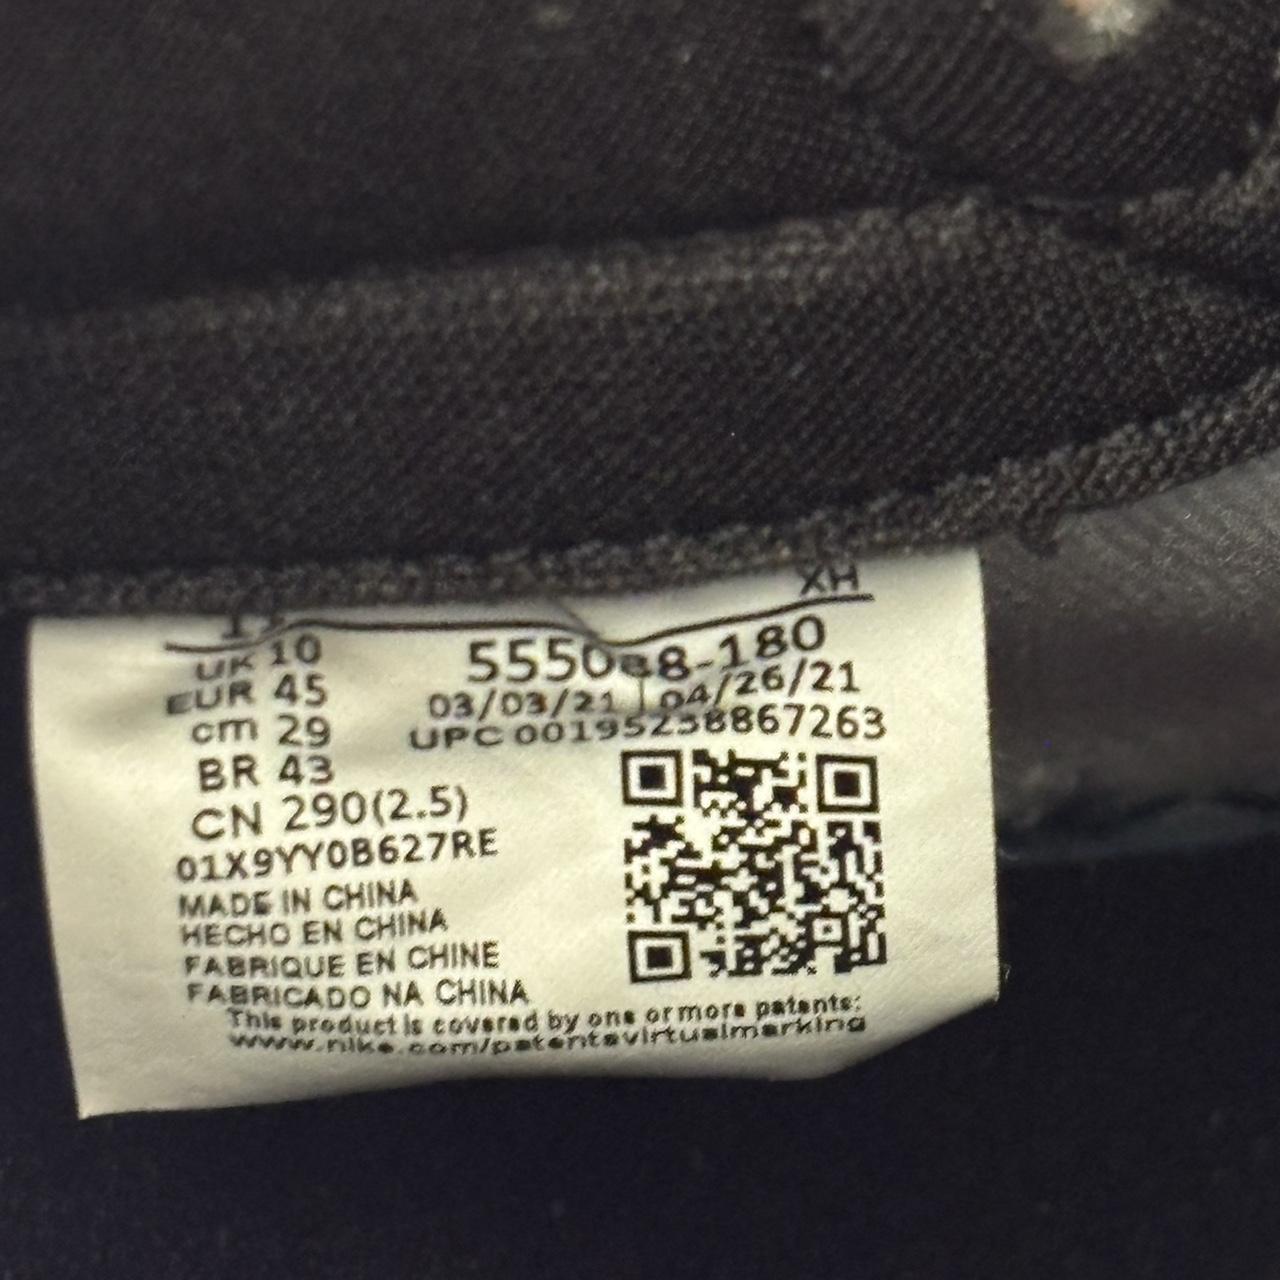 XH
11
UK 10
555088-180
EUR 45
03/03/21 04/26/21
cm 29
UPC 00195238867263
BR 43
CN 290(2.5)
01X9YY0B627RE
MADE IN CHINA
HECHO EN CHINA
FABRIQUE EN CHINE
FABRICADO NA CHINA
This product is covered by one or more patents:
www.nike.com/patentsvirtualmarking